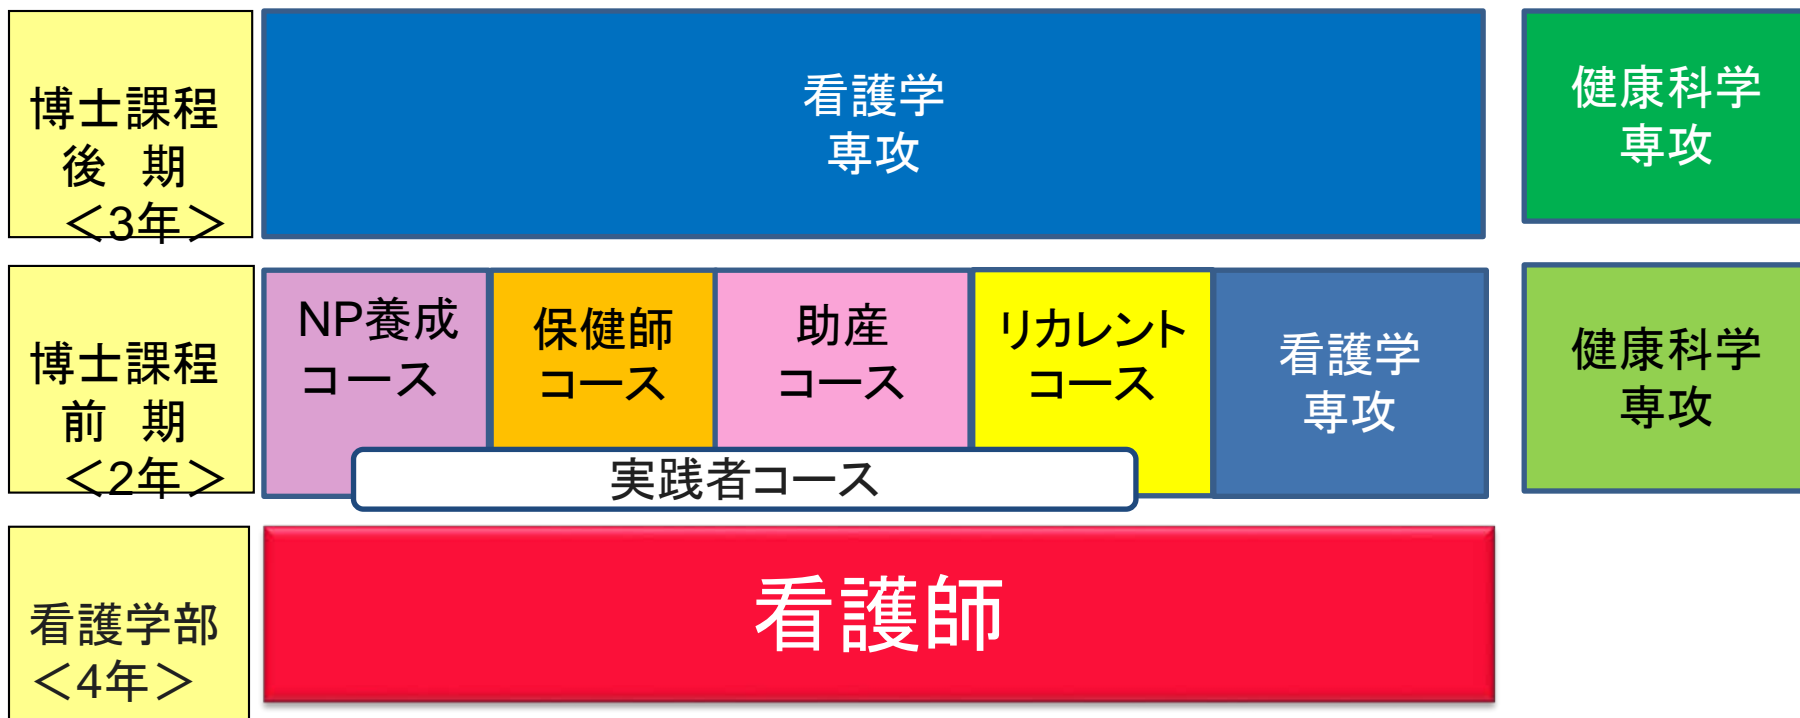 博士課程
後　期
＜3年＞
看護学
専攻
健康科学
専攻
博士課程
前　期
＜2年＞
NP養成
コース
保健師
コース
助産
コース
リカレント
コース
看護学
専攻
健康科学
専攻
実践者コース
看護学部
＜4年＞
看護師